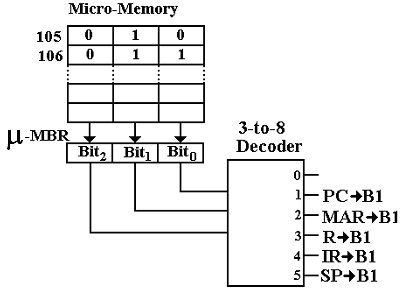 Micro-Memory
105 0 1 0
106 0 1 1
μ-MBR
Bit2 Bit1 Bit0
3-to-8
Decoder
0
1 PC→B1
2 MAR→B1
3 R→B1
4 IR→B1
5 SP→B1